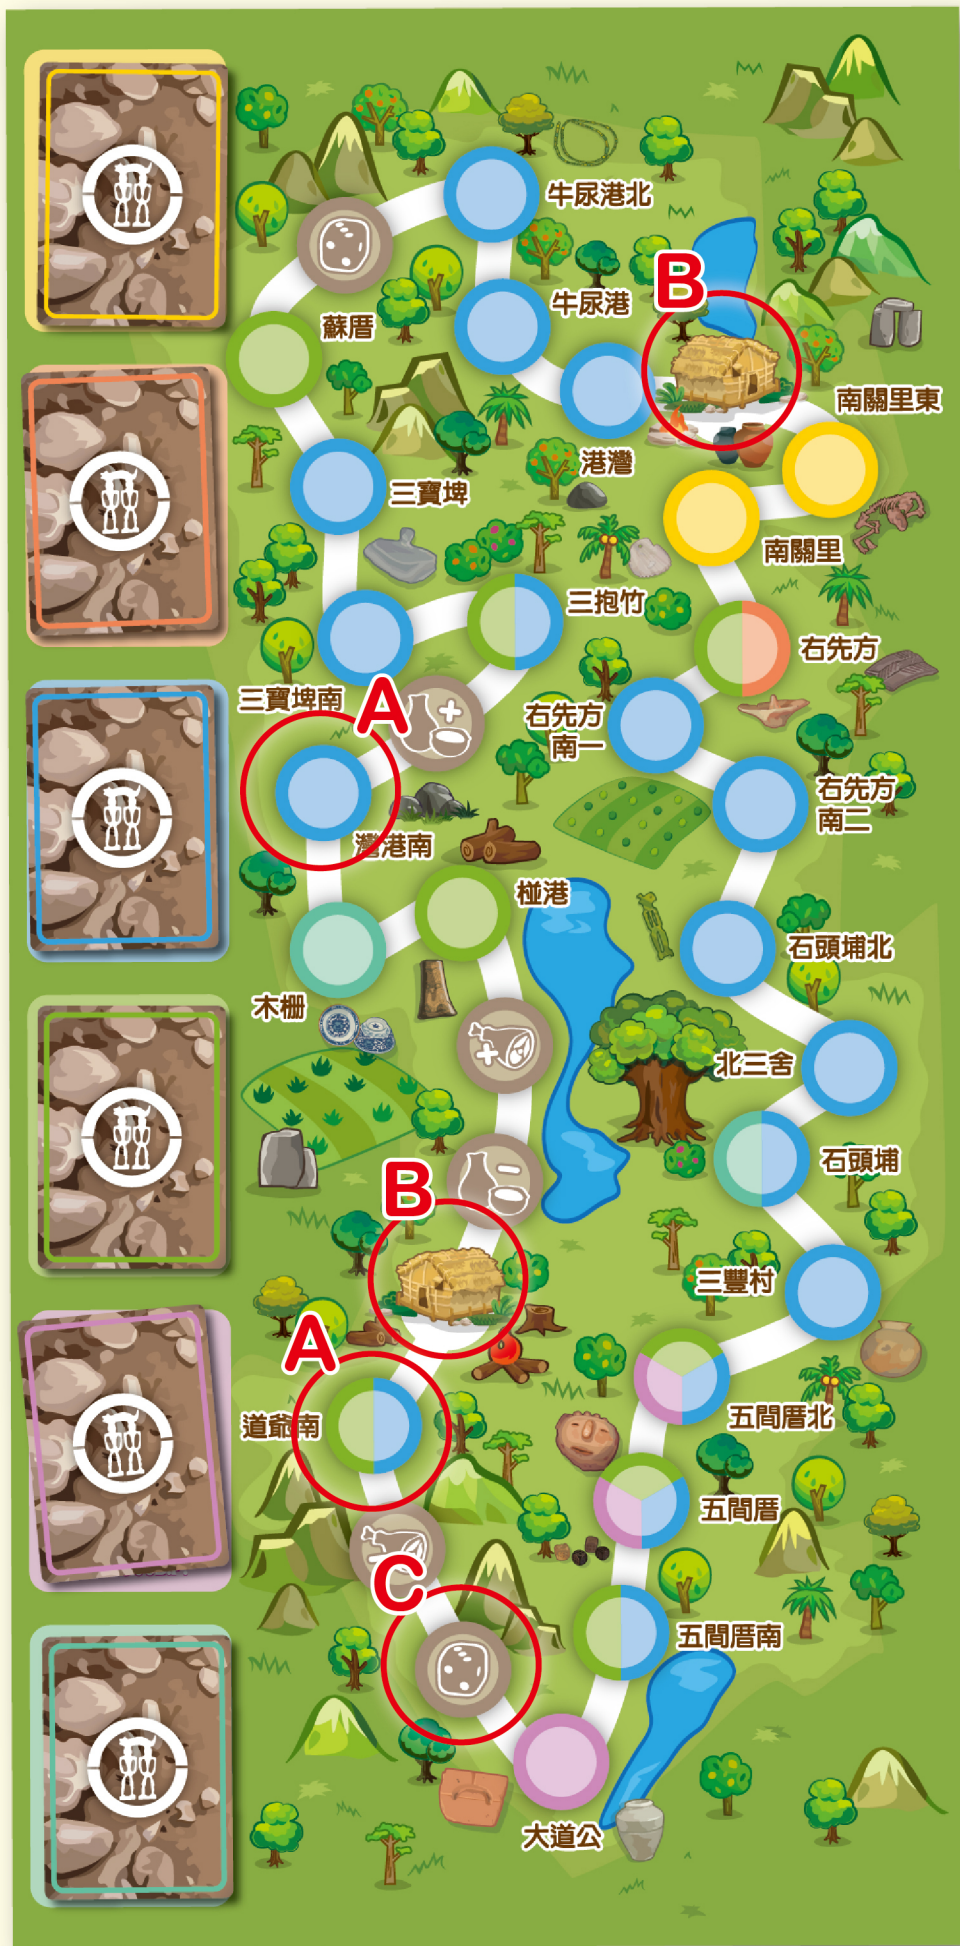 牛尿港北
蘇厝
牛尿港
B
南關里東
港灣
三寶埤
南關里
三抱竹
右先方
三寶埤南
A
右先方
南一
右先方
南二
灣港南
椪港
石頭埔北
木柵
北三舍
石頭埔
B
三豐村
A
道爺南
五間厝北
五間厝
C
五間厝南
大道公